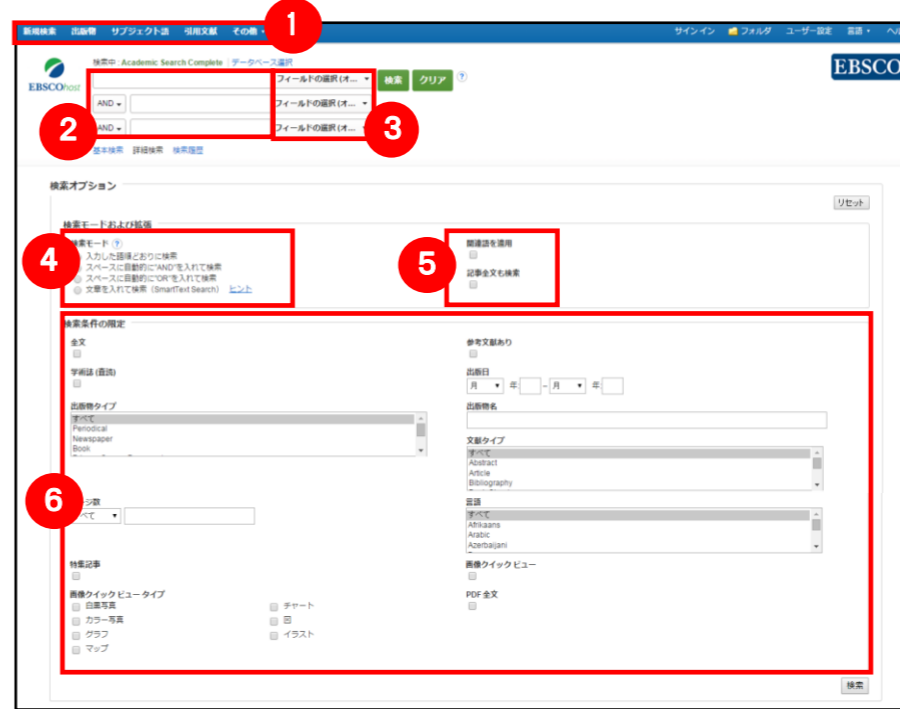 新規検索 出版物 サブジェクト語 引用文献 その他 1 サインイン フォルダ ユーザー設定 言語
検索中: Academic Search Complete データベース選択
EBSCOhost
フィールドの選択 (オ... 検索 クリア ?
EBSCO
AND フィールドの選択 (オ...
2 AND フィールドの選択 (オ... 3
基本検索 詳細検索 検索履歴
検索オプション
リセット
検索モードおよび拡張
4 検索モード ?
入力した語順どおりに検索
スペースに自動的に"AND"を入れて検索
スペースに自動的に"OR"を入れて検索
文章を入れて検索 (SmartText Search) ヒント
5 関連語を適用
記事全文も検索
検索条件の限定
全文
参考文献あり
学術誌 (査読)
出版日
月 年: – 月 年:
出版物タイプ
すべて
Periodical
Newspaper
Book
出版物名
文献タイプ
すべて
Abstract
Article
Bibliography
6 ページ数
すべて
言語
すべて
Afrikaans
Arabic
Azerbaijani
特集記事
画像クイック ビュー
画像クイック ビュー タイプ
白黒写真 チャート
カラー写真 図
グラフ イラスト
マップ
PDF 全文
検索